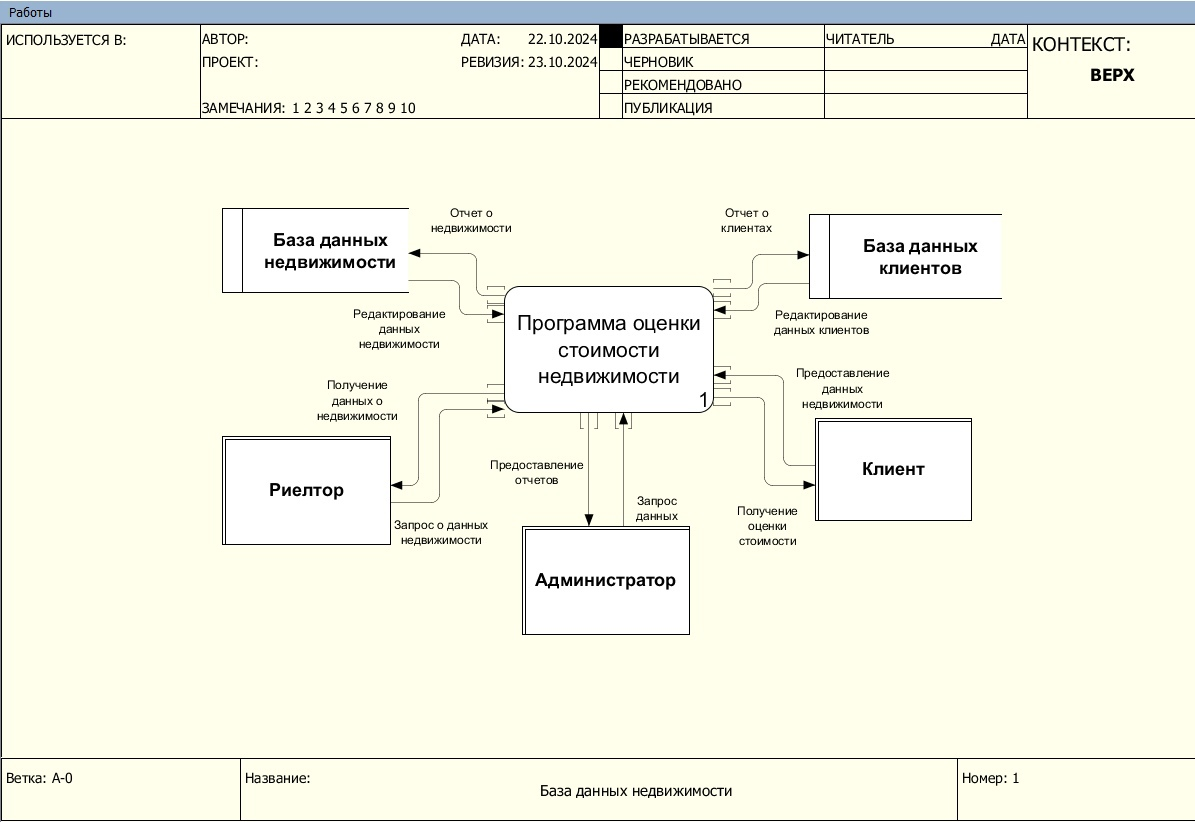 Работы
ИСПОЛЬЗУЕТСЯ В:
АВТОР:
ДАТА: 22.10.2024
ПРОЕКТ:
РЕВИЗИЯ: 23.10.2024
ЗАМЕЧАНИЯ: 1 2 3 4 5 6 7 8 9 10
РАЗРАБАТЫВАЕТСЯ
ЧЕРНОВИК
РЕКОМЕНДОВАНО
ПУБЛИКАЦИЯ
ЧИТАТЕЛЬ
ДАТА
КОНТЕКСТ:
ВЕРХ
База данных
недвижимости
Отчет о
недвижимости
Отчет о
клиентах
База данных
клиентов
Редактирование
данных
недвижимости
Программа оценки
стоимости
недвижимости
1
Редактирование
данных клиентов
Получение
данных о
недвижимости
Предоставление
данных
недвижимости
Риелтор
Запрос о данных
недвижимости
Предоставление
отчетов
Запрос
данных
Получение
оценки
стоимости
Клиент
Администратор
Ветка: A-0
Название:
База данных недвижимости
Номер: 1